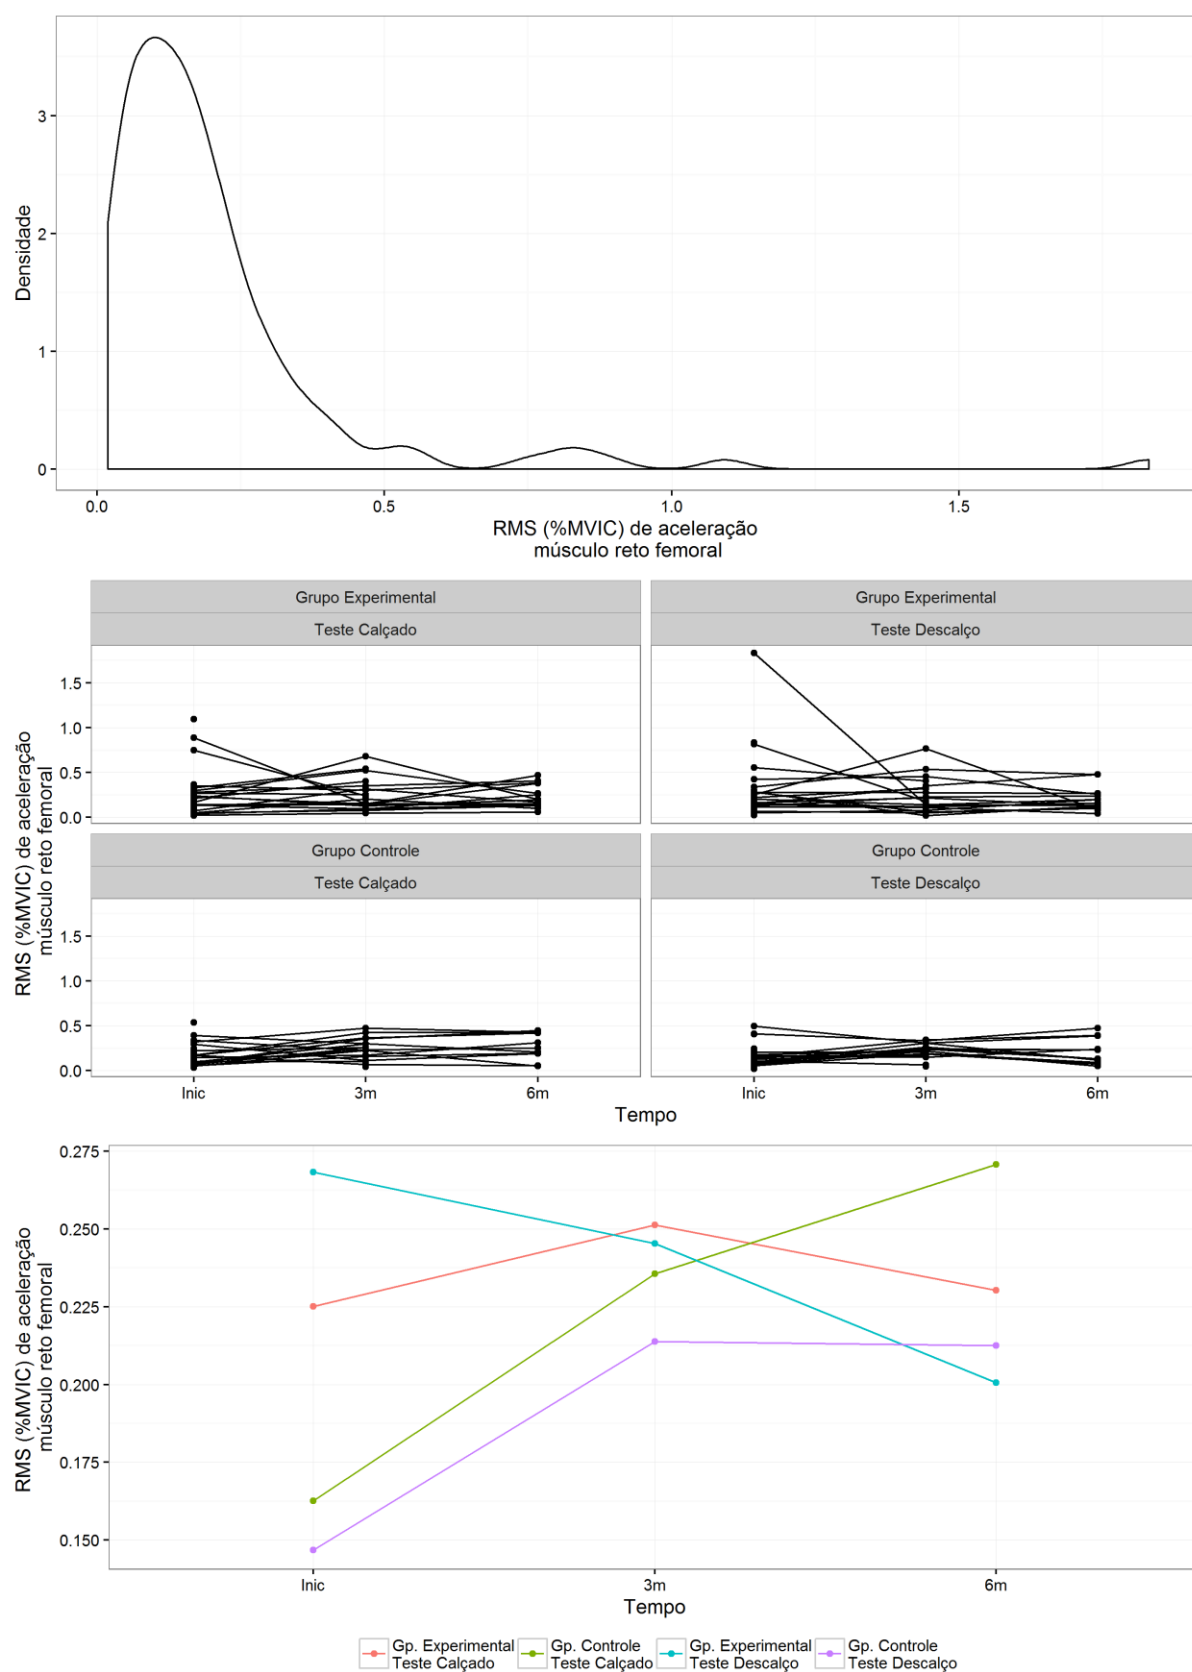 3
2
1
0
Densidade
0.0
0.5
1.0
1.5
RMS (%MVIC) de aceleração
músculo reto femoral
Grupo Experimental
Teste Calçado
Grupo Experimental
Teste Descalço
1.5
1.0
0.5
0.0
Grupo Controle
Teste Calçado
Grupo Controle
Teste Descalço
1.5
1.0
0.5
0.0
RMS (%MVIC) de aceleração
músculo reto femoral
Inic
3m
6m
Inic
3m
6m
Tempo
0.275
0.250
0.225
0.200
0.175
0.150
RMS (%MVIC) de aceleração
músculo reto femoral
Inic
3m
6m
Tempo
Gp. Experimental
Teste Calçado
Gp. Controle
Teste Calçado
Gp. Experimental
Teste Descalço
Gp. Controle
Teste Descalço